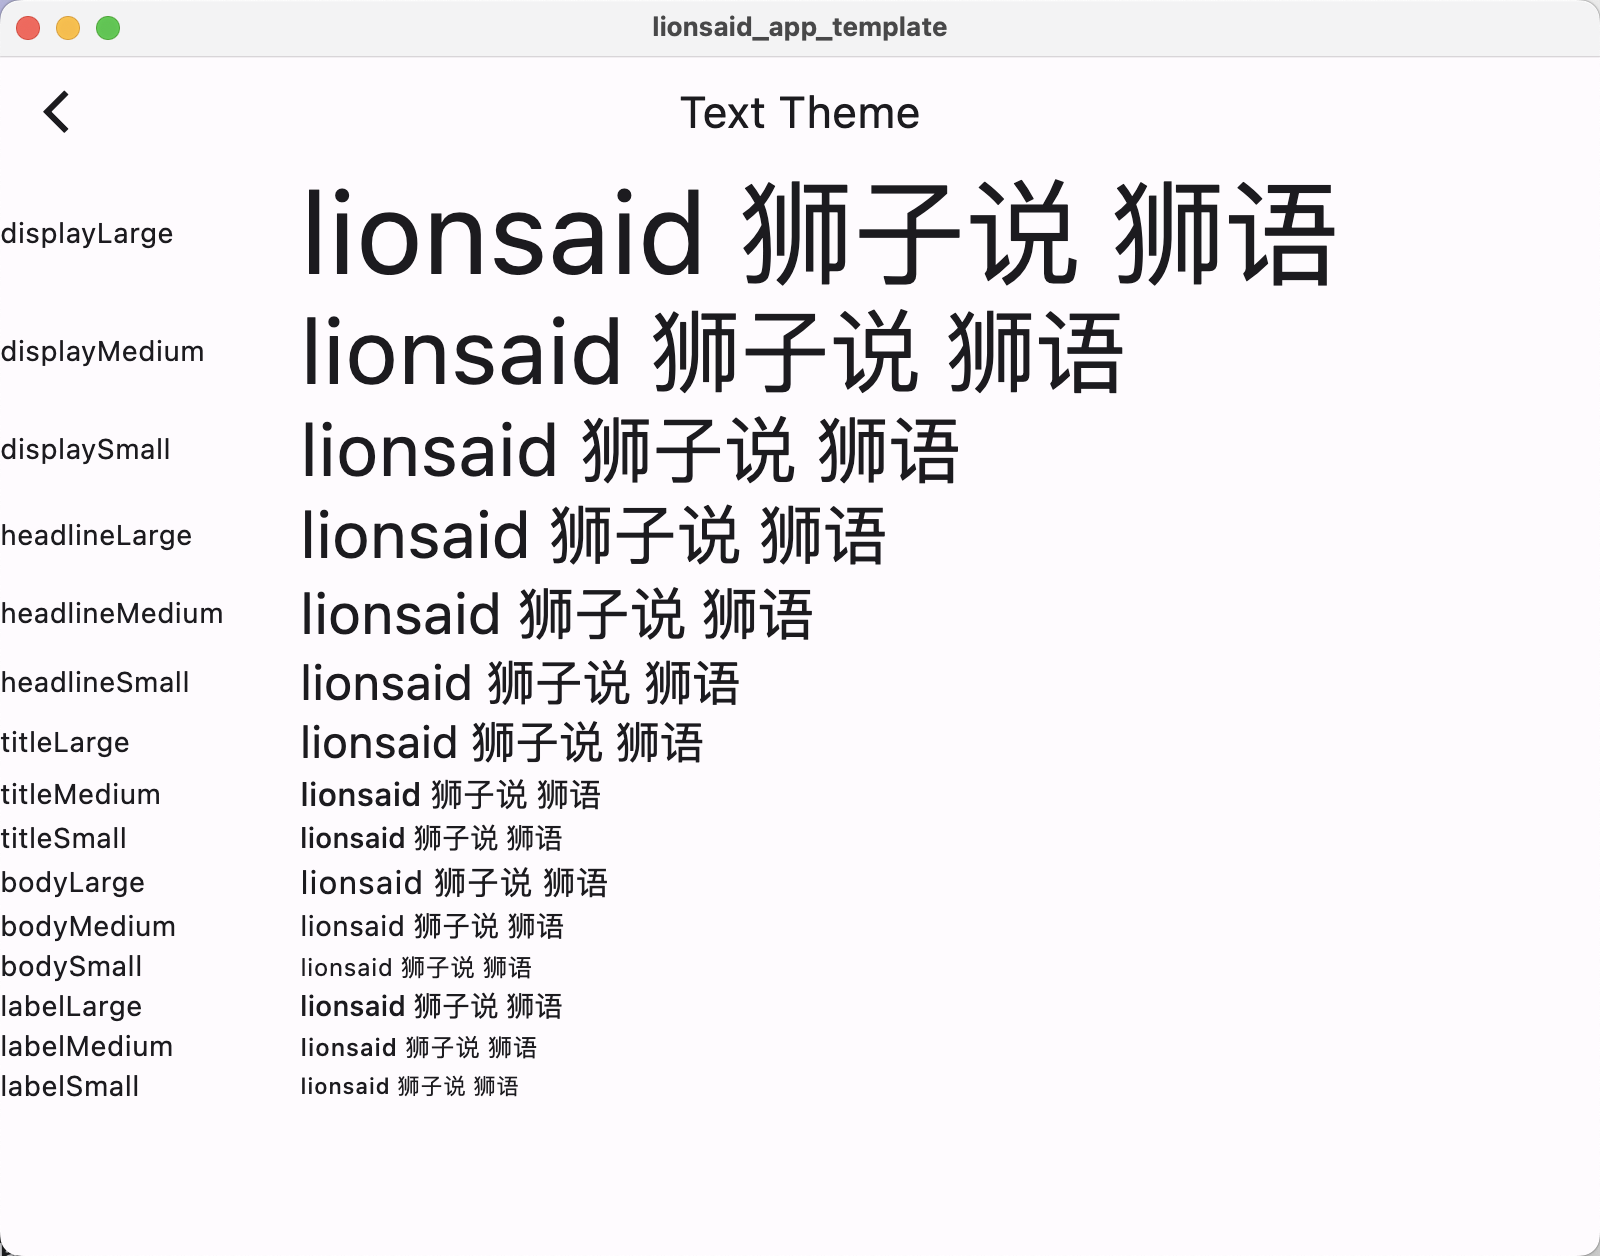 lionsaid_app_template
Text Theme
displayLarge lionsaid 狮子说 狮语
displayMedium lionsaid 狮子说 狮语
displaySmall lionsaid 狮子说 狮语
headlineLarge lionsaid 狮子说 狮语
headlineMedium lionsaid 狮子说 狮语
headlineSmall lionsaid 狮子说 狮语
titleLarge lionsaid 狮子说 狮语
titleMedium lionsaid 狮子说 狮语
titleSmall lionsaid 狮子说 狮语
bodyLarge lionsaid 狮子说 狮语
bodyMedium lionsaid 狮子说 狮语
bodySmall lionsaid 狮子说 狮语
labelLarge lionsaid 狮子说 狮语
labelMedium lionsaid 狮子说 狮语
labelSmall lionsaid 狮子说 狮语